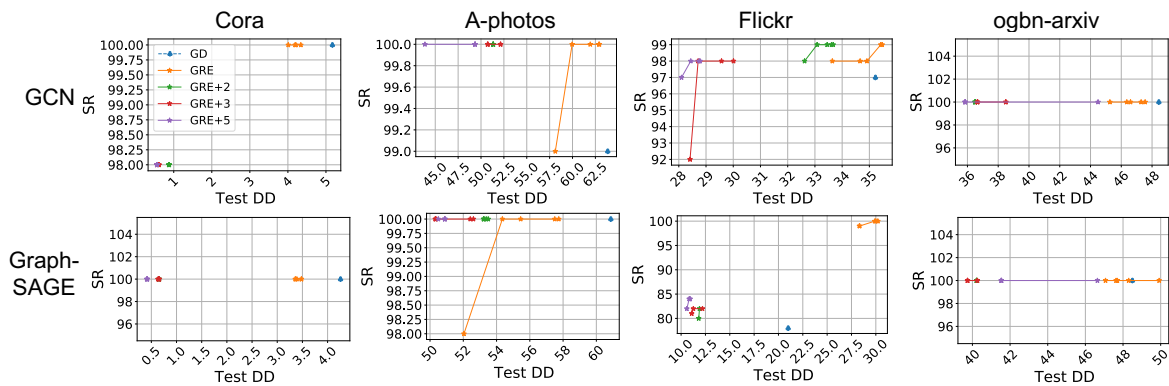 Cora
A-photos
Flickr
ogbn-arxiv
GCN
SR
100.00
99.75
99.50
99.25
99.00
98.75
98.50
98.25
98.00
GD
GRE
GRE+2
GRE+3
GRE+5
1 2 3 4 5
Test DD
SR
100.0
99.8
99.6
99.4
99.2
99.0
45.0 47.5 50.0 52.5 55.0 57.5 60.0 62.5
Test DD
SR
99
98
97
96
95
94
93
92
28 29 30 31 32 33 34 35
Test DD
SR
104
102
100
98
96
36 38 40 42 44 46 48
Test DD
Graph-
SAGE
SR
104
102
100
98
96
0.5 1.0 1.5 2.0 2.5 3.0 3.5 4.0
Test DD
SR
100.00
99.75
99.50
99.25
99.00
98.75
98.50
98.25
98.00
50 52 54 56 58 60
Test DD
SR
100
95
90
85
80
10.0 12.5 15.0 17.5 20.0 22.5 25.0 27.5 30.0
Test DD
SR
104
102
100
98
96
40 42 44 46 48 50
Test DD